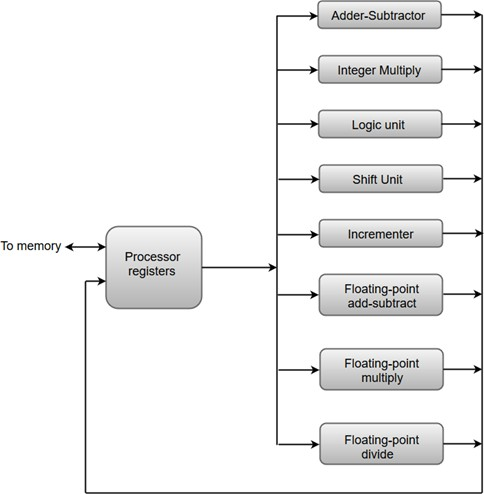 Adder-Subtractor
Integer Multiply
Logic unit
Shift Unit
Incrementer
To memory
Processor
registers
Floating-point
add-subtract
Floating-point
multiply
Floating-point
divide